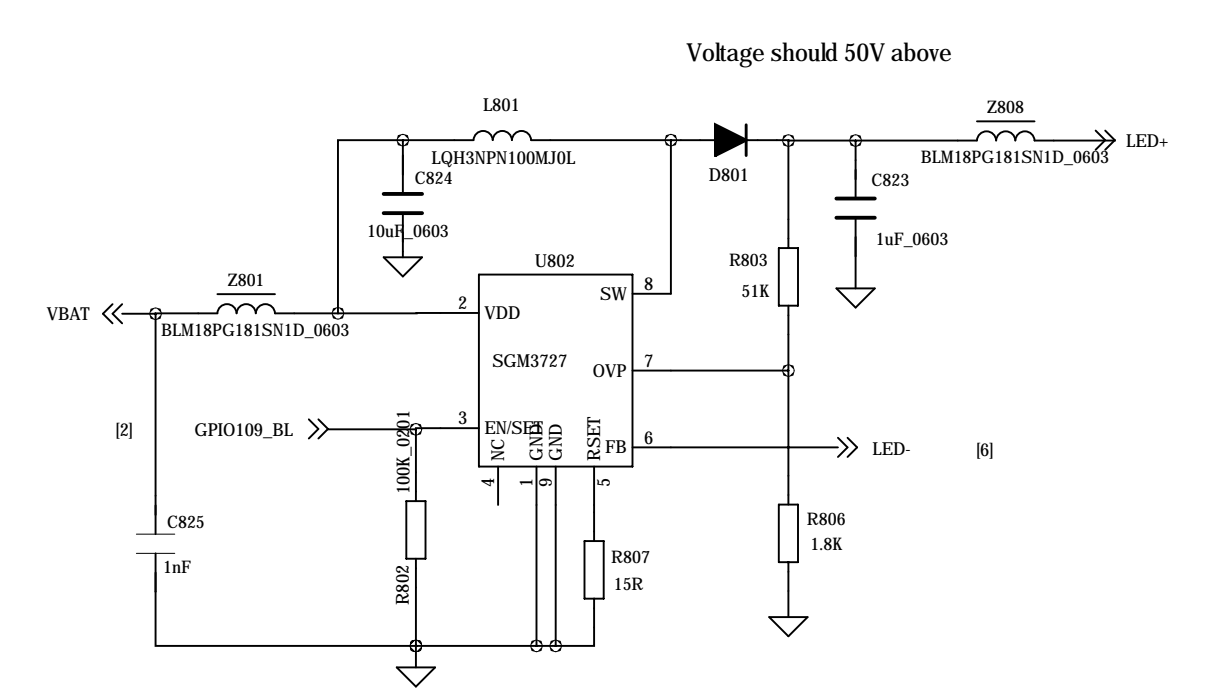 Voltage should 50V above
L801
LQH3NPN100MJ0L
Z808
BLM18PG181SN1D_0603
LED+
D801
C824
10uF_0603
C823
1uF_0603
R803
51K
U802
Z801
VBAT
BLM18PG181SN1D_0603
2
VDD
SW
8
SGM3727
OVP
7
[2]
GPIO109_BL
3
EN/SET
FB
6
LED-
[6]
100K_0201
R802
NC
GND
GND
RSET
4
1
9
5
C825
1nF
R807
15R
R806
1.8K